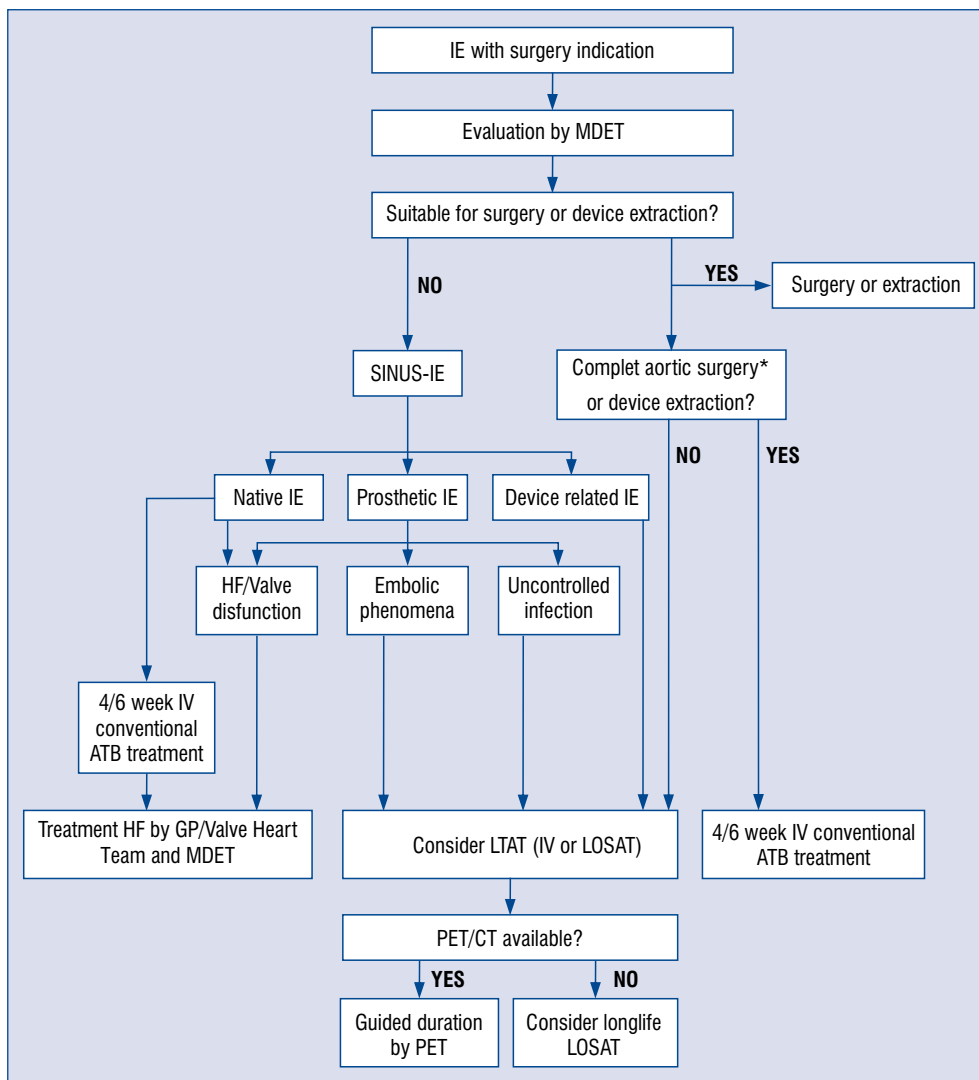 IE with surgery indication
Evaluation by MDET
Suitable for surgery or device extraction?
NO
YES
Surgery or extraction
SINUS-IE
Complet aortic surgery*
or device extraction?
NO
YES
Native IE
Prosthetic IE
Device related IE
HF/Valve
disfunction
Embolic
phenomena
Uncontrolled
infection
4/6 week IV
conventional
ATB treatment
Treatment HF by GP/Valve Heart
Team and MDET
Consider LTAT (IV or LOSAT)
4/6 week IV conventional
ATB treatment
PET/CT available?
YES
NO
Guided duration
by PET
Consider longlife
LOSAT